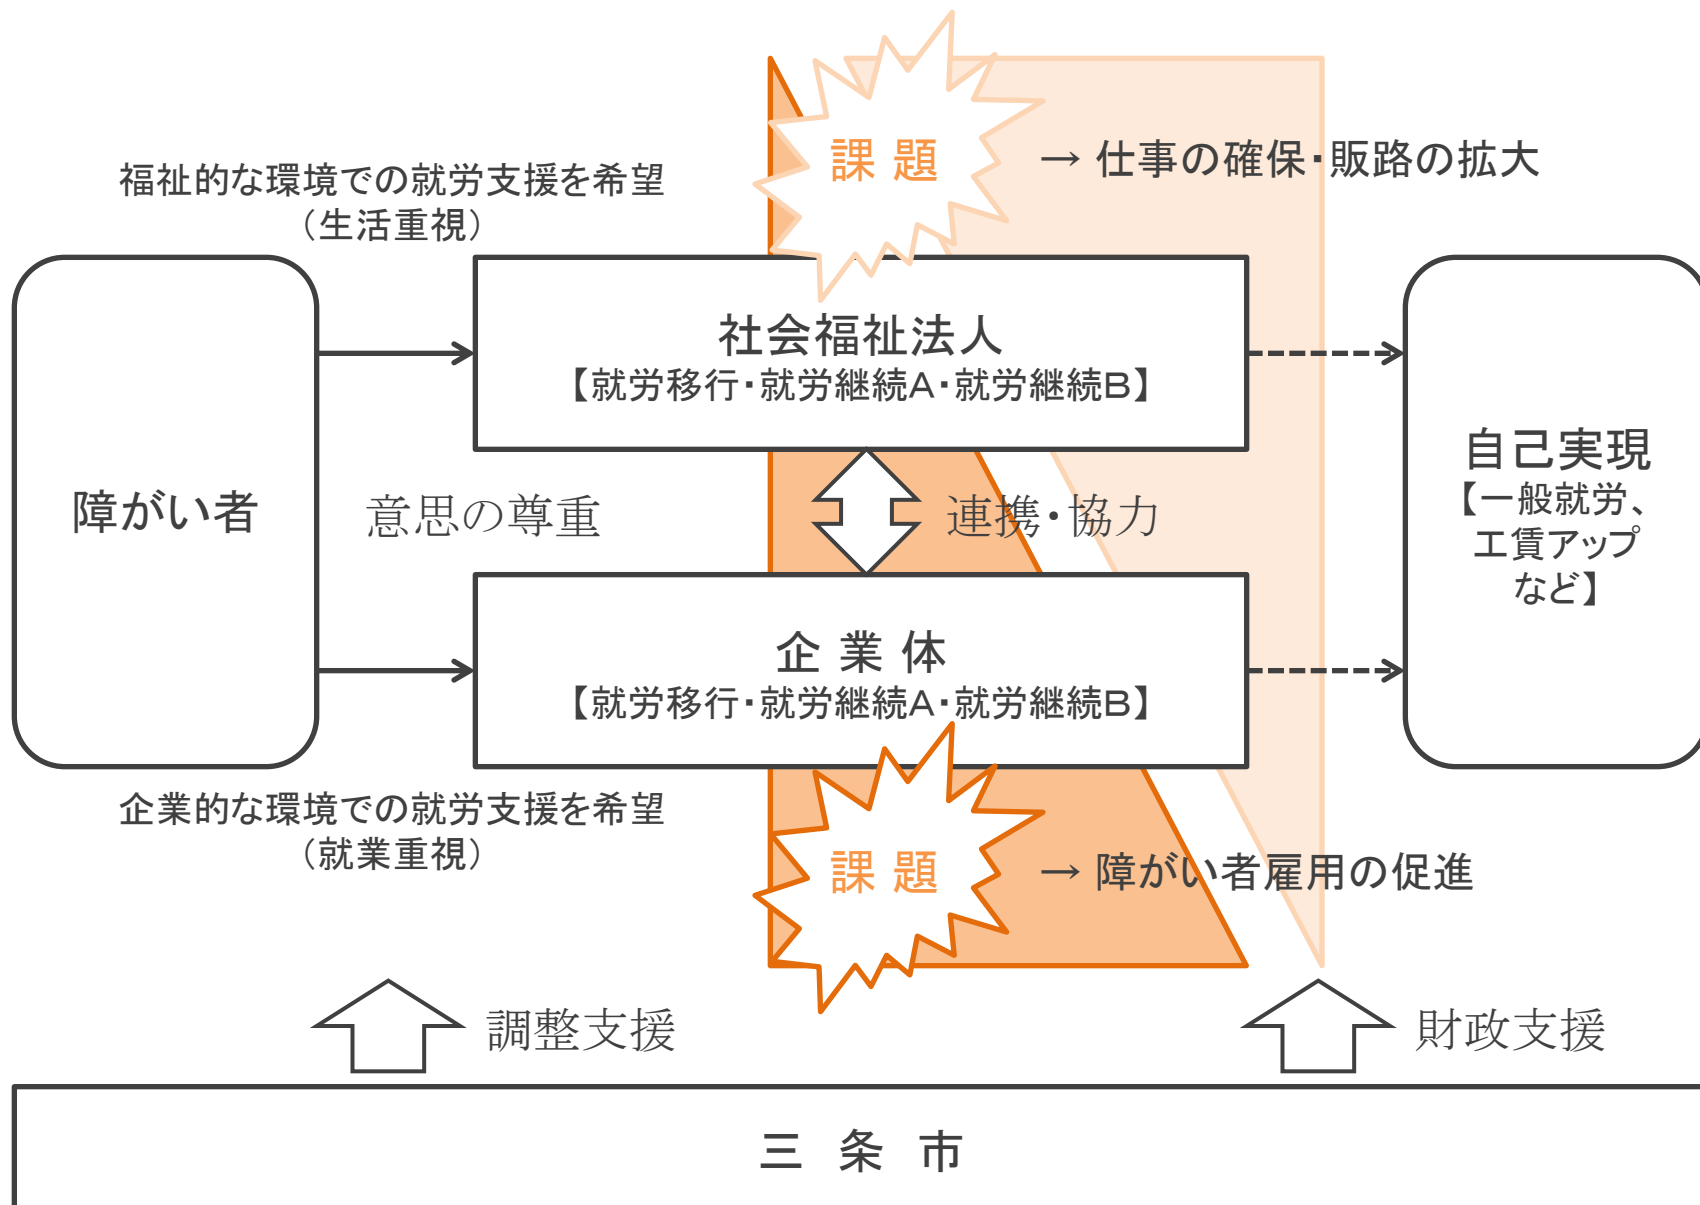 課 題
→ 仕事の確保・販路の拡大
福祉的な環境での就労支援を希望
（生活重視）
社会福祉法人
【就労移行・就労継続Ａ・就労継続Ｂ】
障がい者
意思の尊重
連携・協力
自己実現
【一般就労、
工賃アップ
など】
企 業 体
【就労移行・就労継続Ａ・就労継続Ｂ】
企業的な環境での就労支援を希望
（就業重視）
課 題
→ 障がい者雇用の促進
調整支援
財政支援
三 条 市